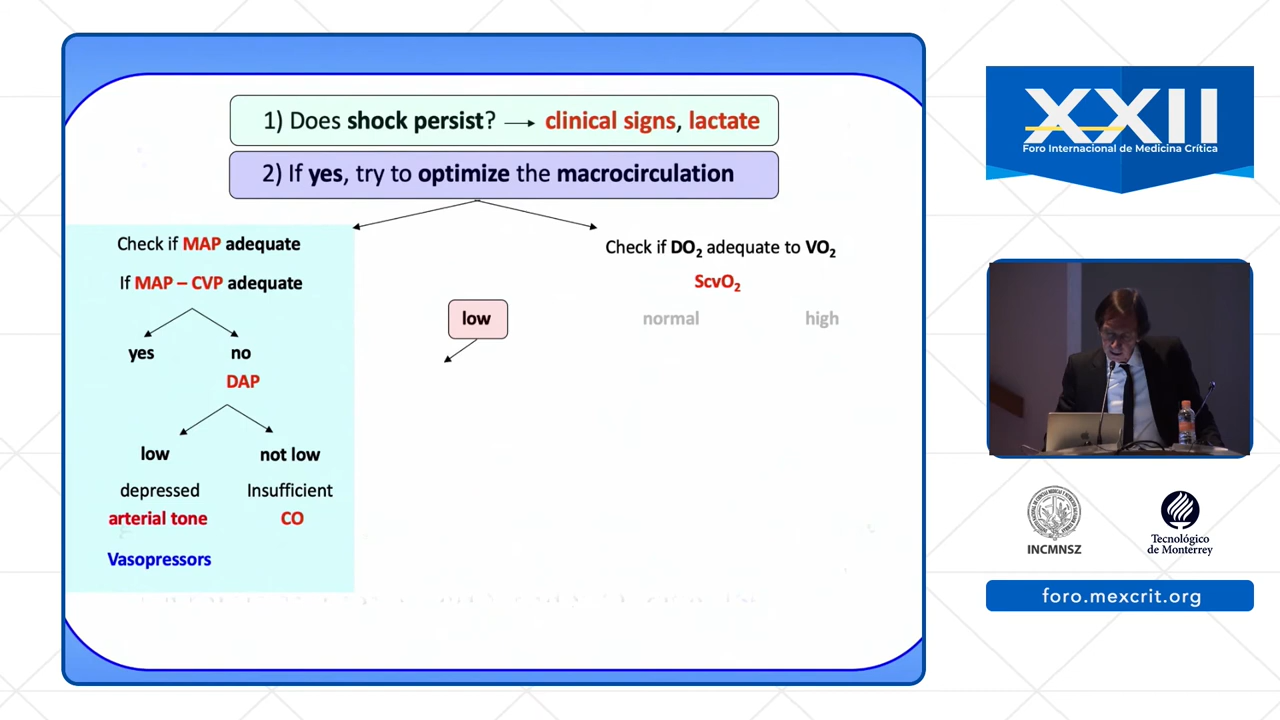 1) Does shock persist? → clinical signs, lactate
2) If yes, try to optimize the macrocirculation
Check if MAP adequate
If MAP – CVP adequate
yes
no
DAP
low
not low
depressed
Insufficient
arterial tone
CO
Vasopressors
Check if DO₂ adequate to VO₂
ScvO₂
low
normal
high
XXII
Foro Internacional de Medicina Crítica
INCMNSZ
Tecnológico
de Monterrey
foro.mexcrit.org